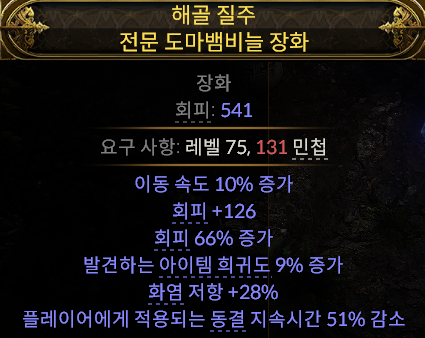 해골 질주
전문 도마뱀비늘 장화
장화
회피: 541
요구 사항: 레벨 75, 131 민첩
이동 속도 10% 증가
회피 +126
회피 66% 증가
발견하는 아이템 희귀도 9% 증가
화염 저항 +28%
플레이어에게 적용되는 동결 지속시간 51% 감소